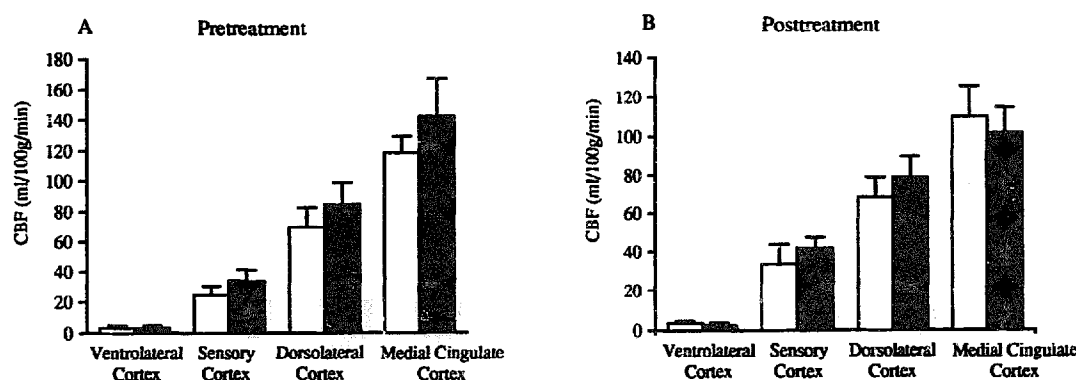 A
Pretreatment
180
160
140
120
100
80
60
40
20
0
CBF (ml/100g/min)
Ventrolateral Cortex
Sensory Cortex
Dorsolateral Cortex
Medial Cingulate Cortex
B
Posttreatment
140
120
100
80
60
40
20
0
CBF (ml/100g/min)
Ventrolateral Cortex
Sensory Cortex
Dorsolateral Cortex
Medial Cingulate Cortex